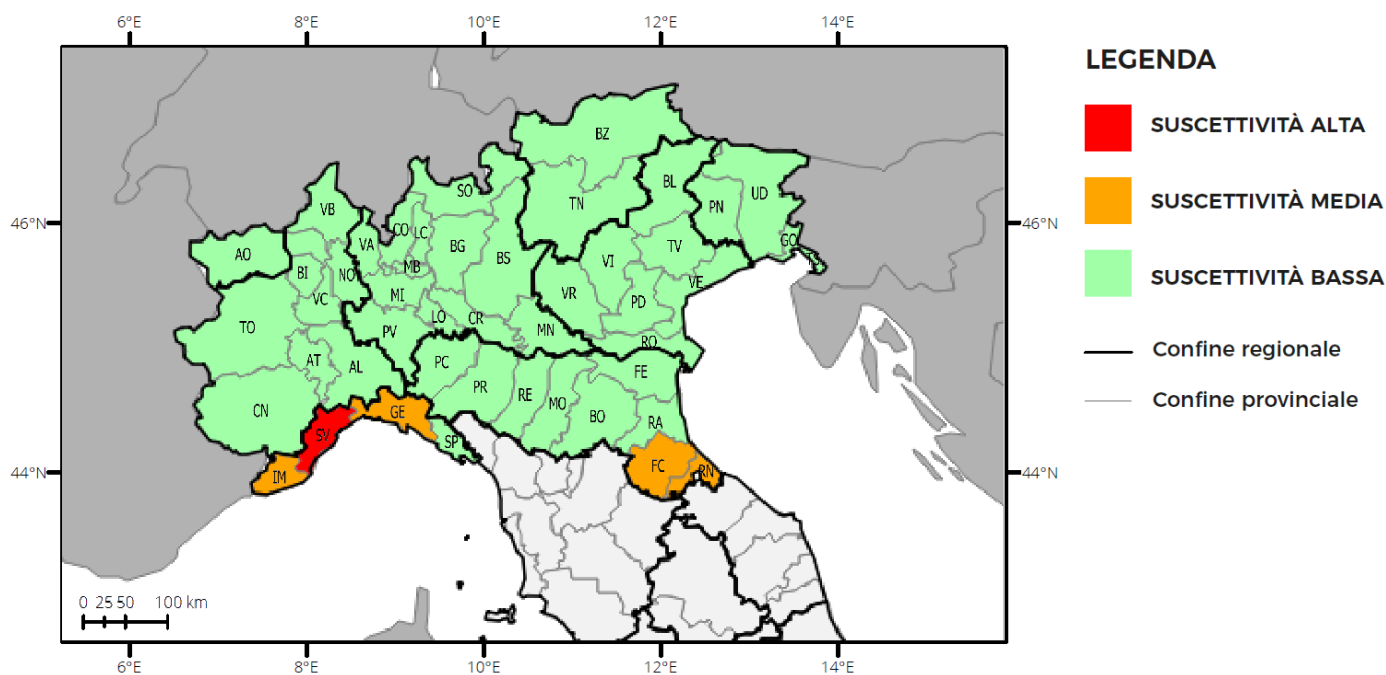 6°E 8°E 10°E 12°E 14°E
LEGENDA
SUSCETTIVITÀ ALTA
SUSCETTIVITÀ MEDIA
SUSCETTIVITÀ BASSA
Confine regionale
Confine provinciale
46°N 46°N
44°N 44°N
BZ
SO BL UD
VB TN PN
CO LC GO
VA BG TV
AO MB BS VI
BI NO VE
VC MI VR PD
TO LO CR MN
PV RO
AT AL PC FE
PR RE MO
CN GE BO RA
SV SP
IM FC RN
0 25 50 100 km
6°E 8°E 10°E 12°E 14°E